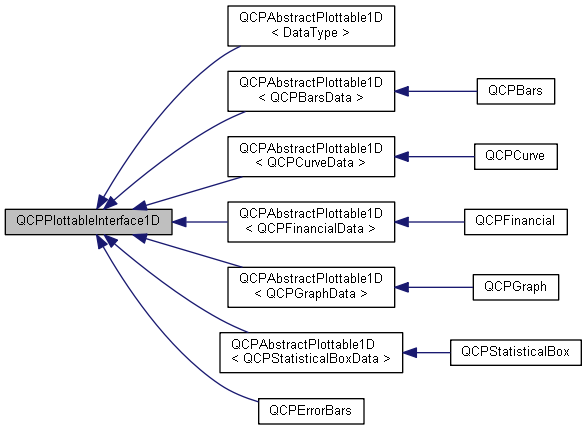 QCPAbstractPlottable1D
< DataType >
QCPAbstractPlottable1D
< QCPBarsData >
QCPBars
QCPAbstractPlottable1D
< QCPCurveData >
QCPCurve
QCPPlottableInterface1D
QCPAbstractPlottable1D
< QCPFinancialData >
QCPFinancial
QCPAbstractPlottable1D
< QCPGraphData >
QCPGraph
QCPAbstractPlottable1D
< QCPStatisticalBoxData >
QCPStatisticalBox
QCPErrorBars